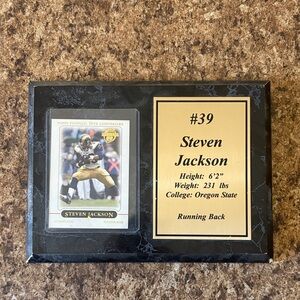 STEVEN JACKSON
#39
Steven
Jackson
Height: 6'2"
Weight: 231 lbs
College: Oregon State
Running Back